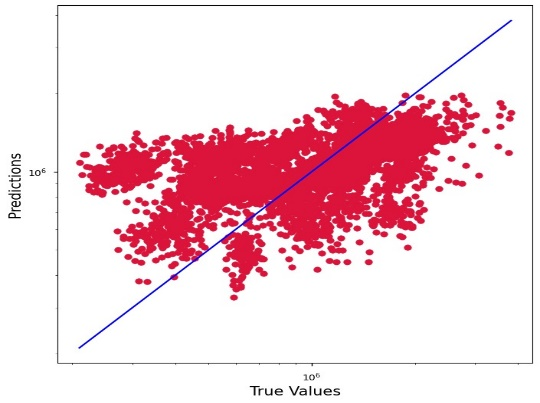 Predictions
10⁶
10⁶
True Values